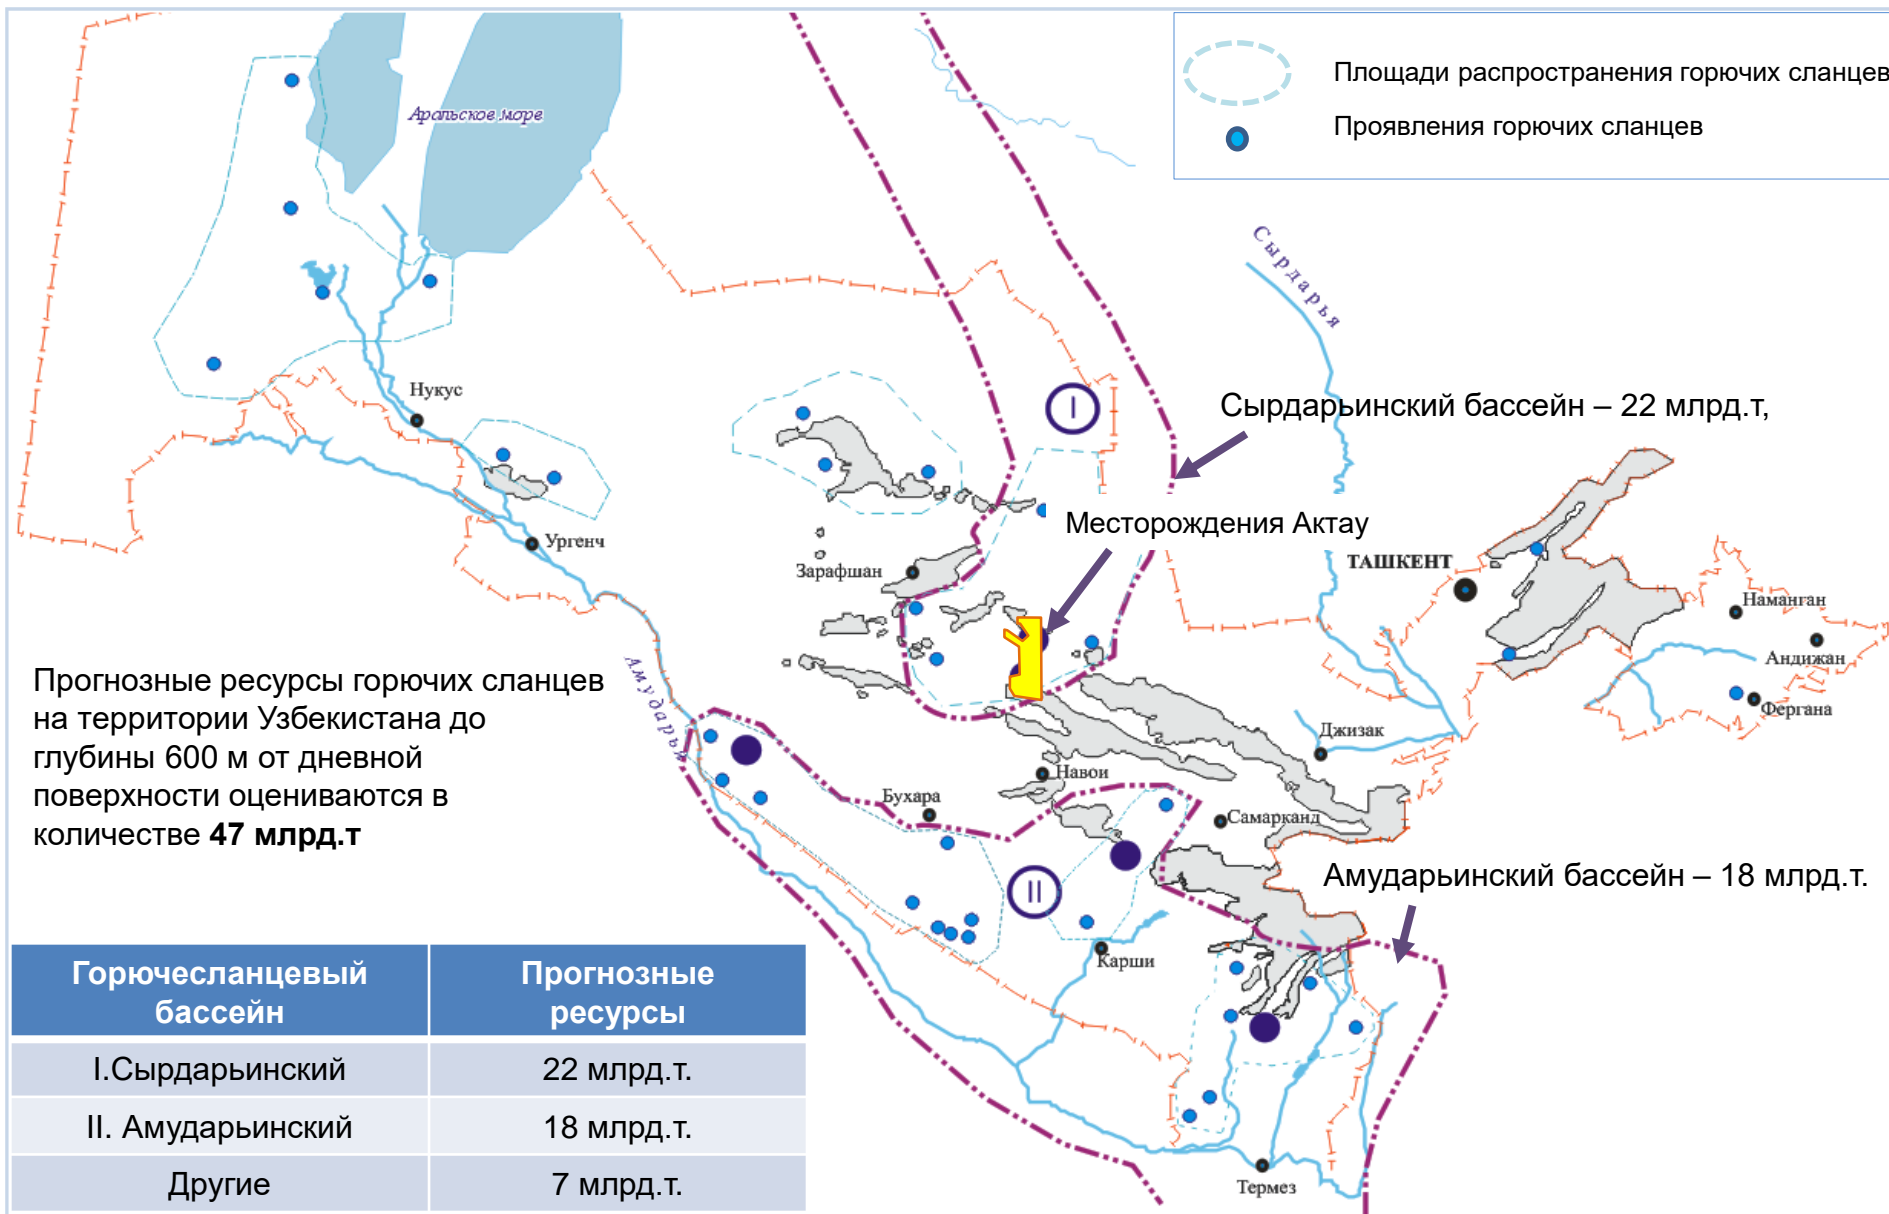 Площади распространения горючих сланцев
Проявления горючих сланцев
Аральское море
Сырдарья
Нукус
I
Сырдарьинский бассейн – 22 млрд.т,
Месторождения Актау
Ургенч
Зарафшан
ТАШКЕНТ
Наманган
Андижан
Фергана
Амударья
Джизак
Прогнозные ресурсы горючих сланцев
на территории Узбекистана до
глубины 600 м от дневной
поверхности оцениваются в
количестве 47 млрд.т
Навои
Бухара
Самарканд
II
Амударьинский бассейн – 18 млрд.т.
Карши
Термез
Горючесланцевый бассейн
Прогнозные ресурсы
I.Сырдарьинский
22 млрд.т.
II. Амударьинский
18 млрд.т.
Другие
7 млрд.т.